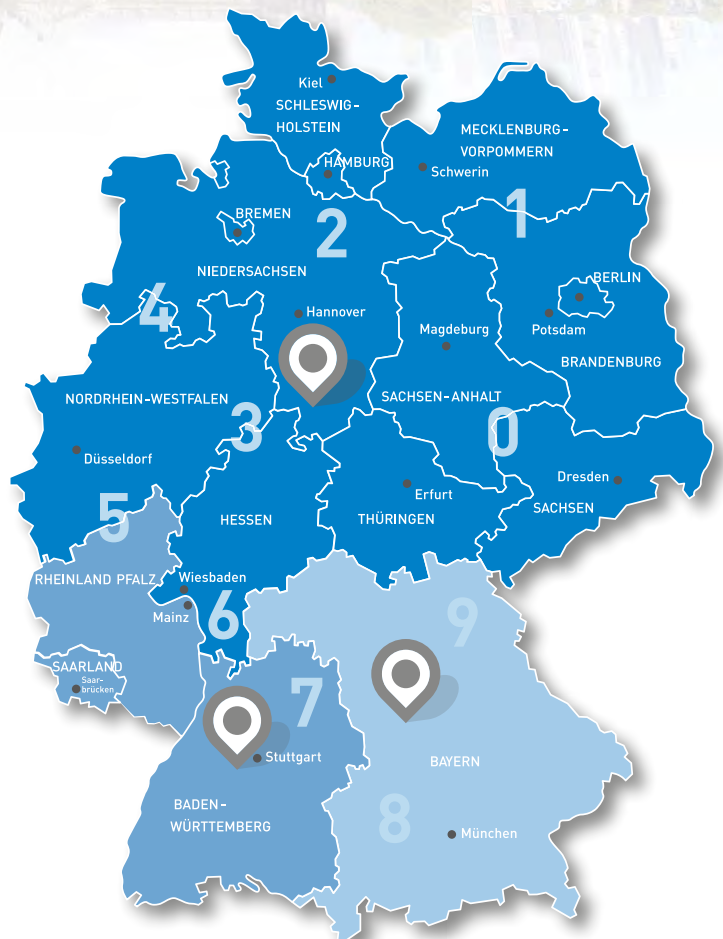 Kiel
SCHLESWIG-
HOLSTEIN
MECKLENBURG-
VORPOMMERN
HAMBURG
Schwerin
1
BREMEN
2
NIEDERSACHSEN
BERLIN
4
Hannover
Potsdam
Magdeburg
BRANDENBURG
NORDRHEIN-WESTFALEN
SACHSEN-ANHALT
3
0
Düsseldorf
Dresden
Erfurt
5
SACHSEN
HESSEN
THÜRINGEN
RHEINLAND PFALZ
Wiesbaden
Mainz
6
9
SAARLAND
Saar-
brücken
7
Stuttgart
BAYERN
BADEN-
WÜRTTEMBERG
8
München